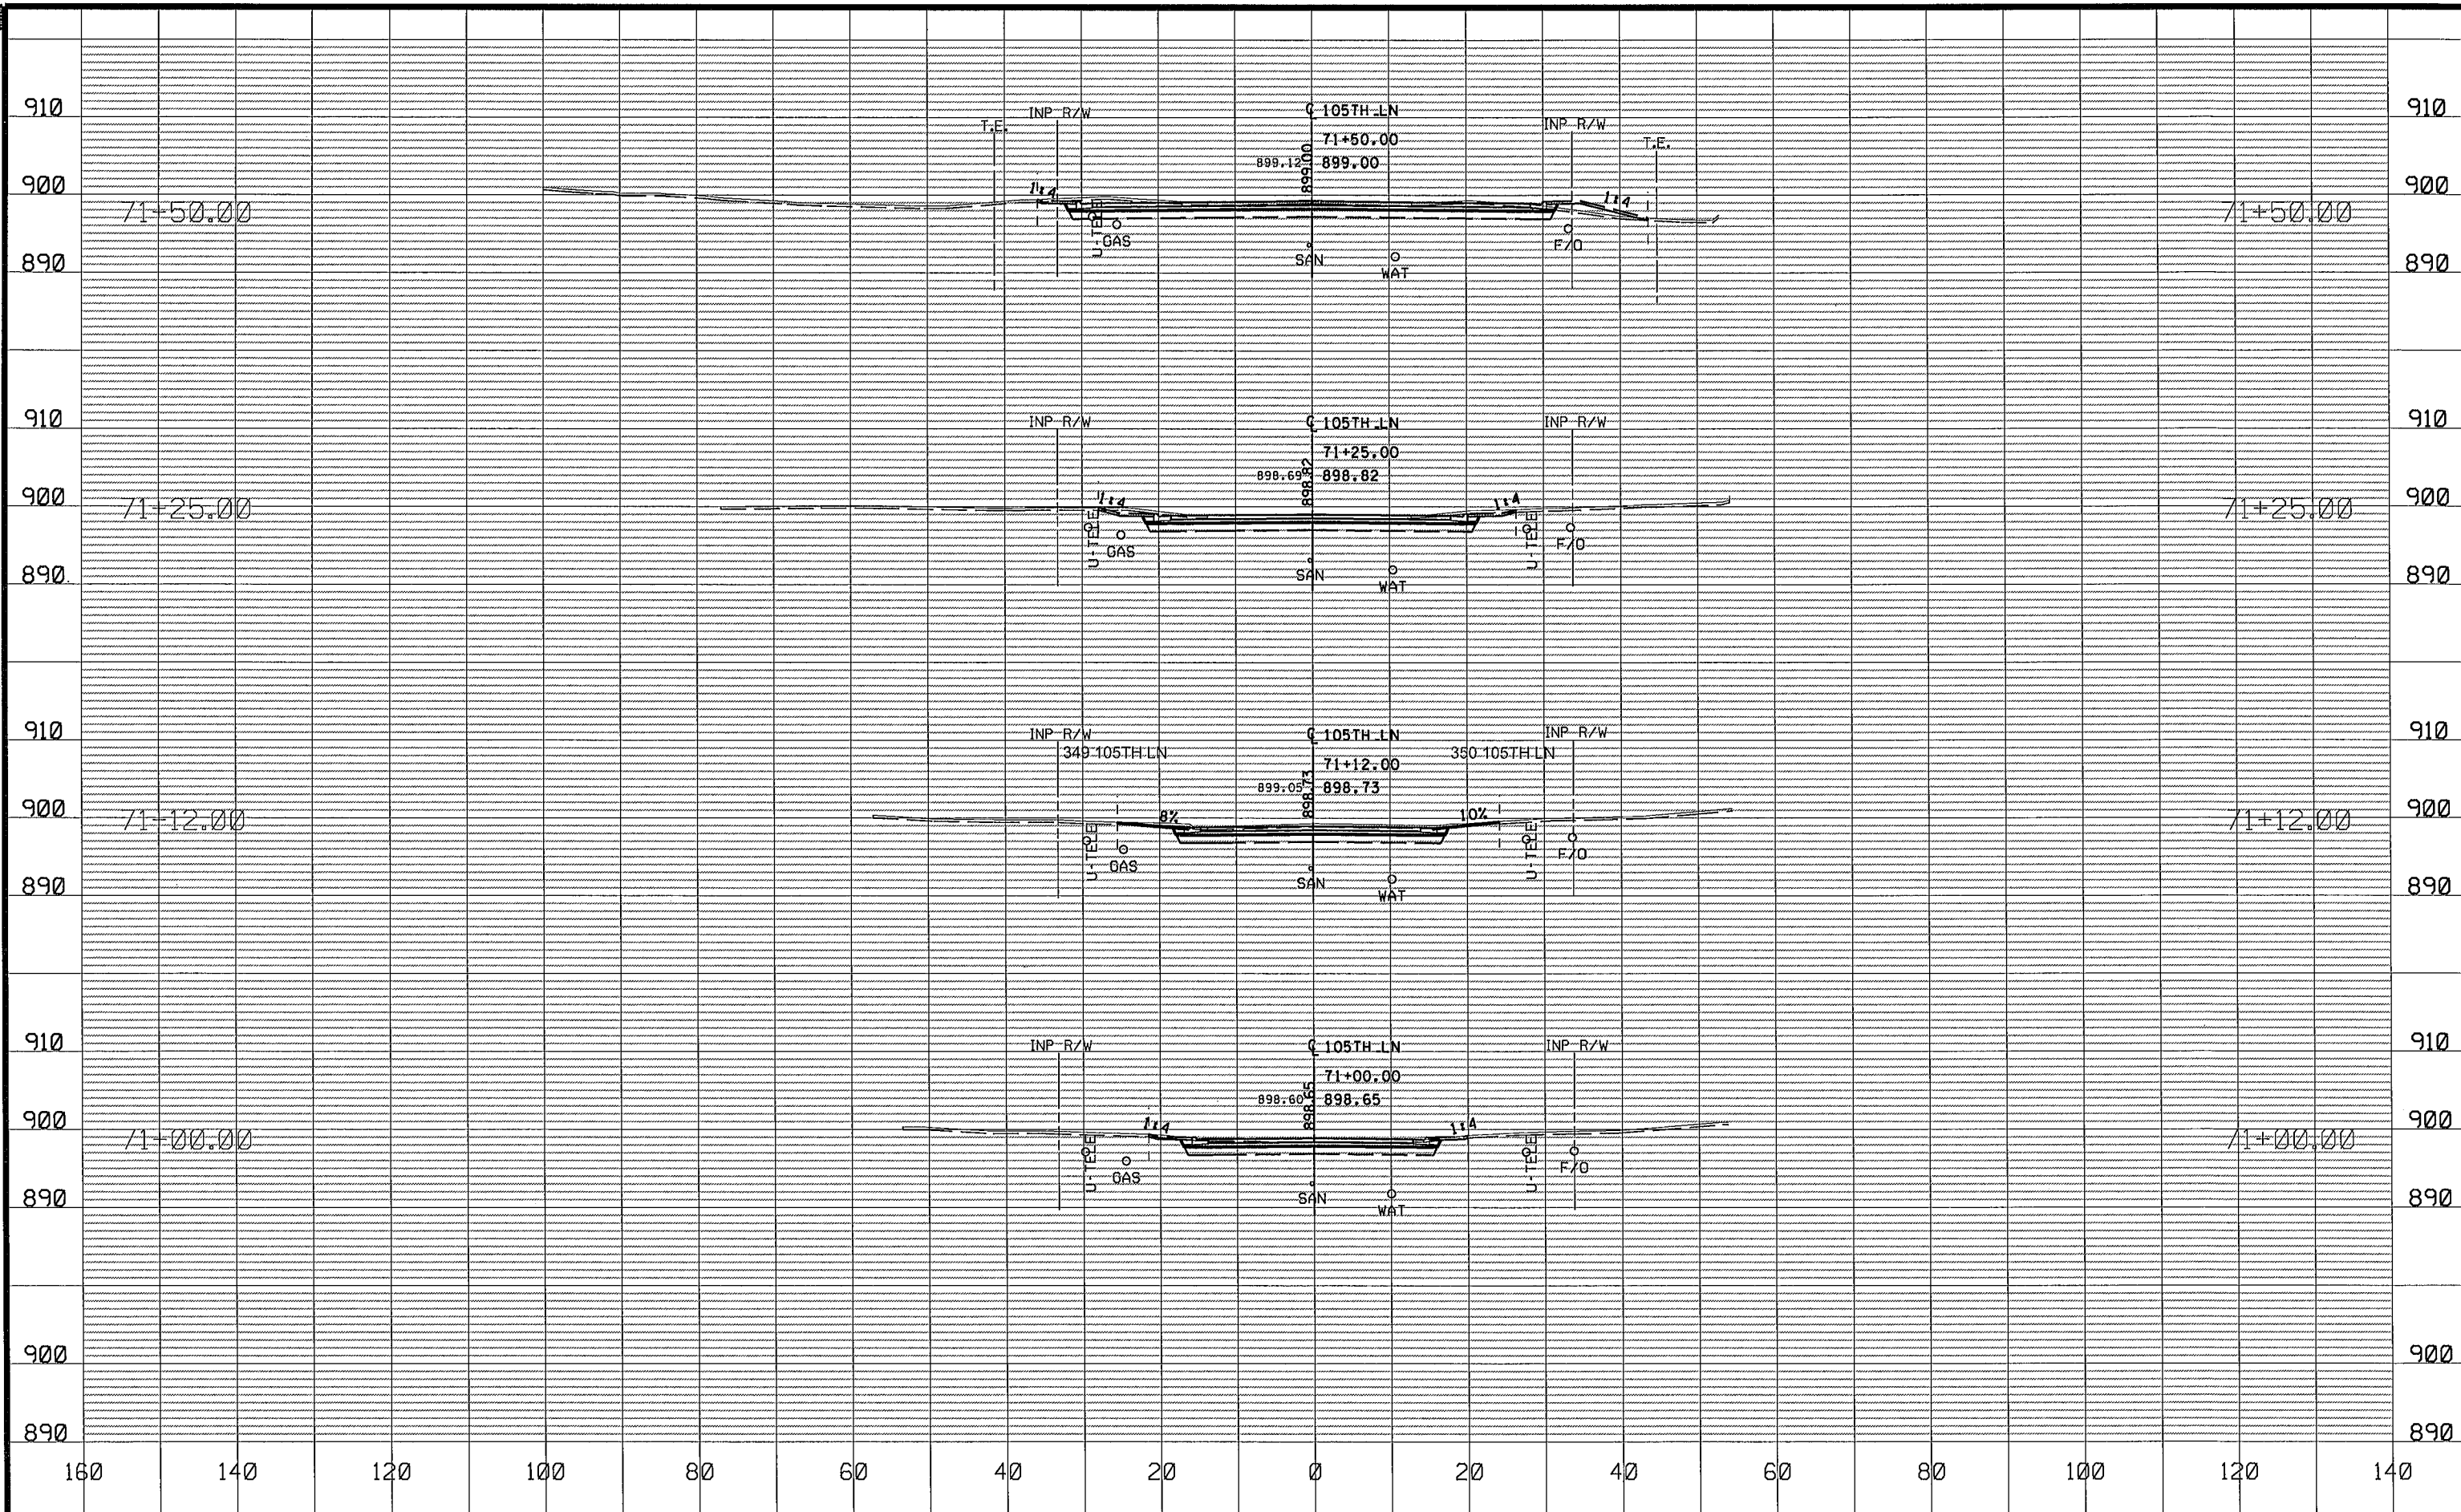 910 INP R/W ℄ 105TH LN 910
T.E. INP R/W T.E.
71+50.00
899.12 899.00 899.00
900 1:4 1:4 900
71+50.00 71+50.00
U-TELE GAS F/O
890 SAN WAT 890
910 INP R/W ℄ 105TH LN INP R/W 910
71+25.00
898.69 898.82 898.82
900 1:4 1:4 900
71+25.00 71+25.00
U-TELE GAS U-TELE F/O
890 SAN WAT 890
910 INP R/W ℄ 105TH LN INP R/W 910
349 105TH LN 350 105TH LN
71+12.00
899.05 898.73 898.73
900 8% 10% 900
71+12.00 71+12.00
U-TELE GAS U-TELE F/O
890 SAN WAT 890
910 INP R/W ℄ 105TH LN INP R/W 910
71+00.00
898.60 898.65 898.65
900 1:4 1:4 900
71+00.00 71+00.00
U-TELE GAS U-TELE F/O
890 SAN WAT 890
900 900
890 890
160 140 120 100 80 60 40 20 0 20 40 60 80 100 120 140